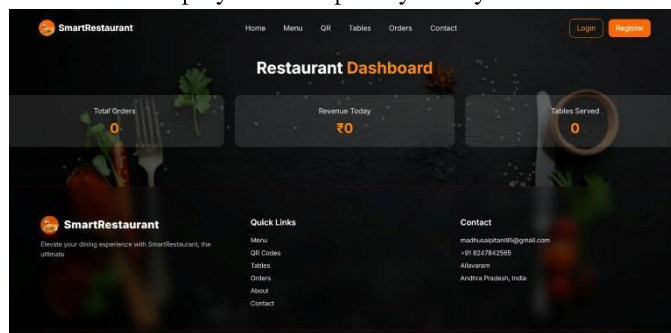 SmartRestaurant
Home Menu QR Tables Orders Contact
Login Register
Restaurant Dashboard
Total Orders
0
Revenue Today
₹0
Tables Served
0
SmartRestaurant
Elevate your dining experience with SmartRestaurant, the
ultimate
Quick Links
Menu
QR Codes
Tables
Orders
About
Contact
Contact
madhusaipitani95@gmail.com
+91 8247842565
Allavaram
Andhra Pradesh, India